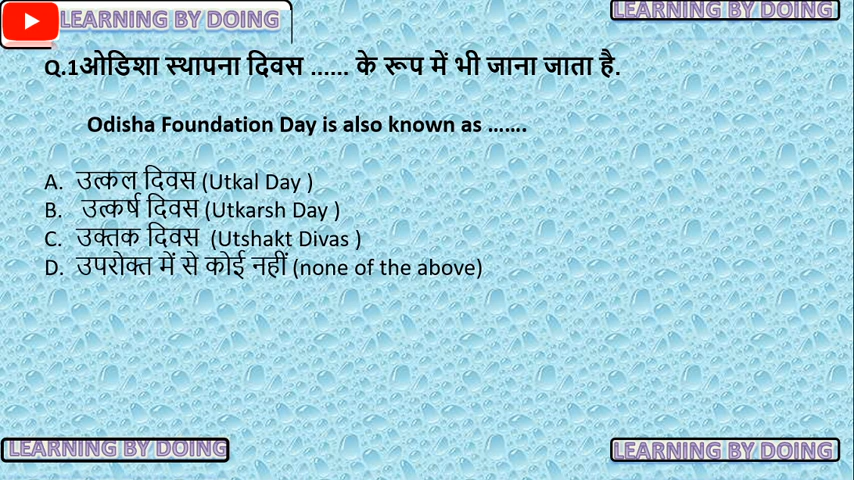 LEARNING BY DOING
LEARNING BY DOING
Q.1ओडिशा स्थापना दिवस ...... के रूप में भी जाना जाता है.
Odisha Foundation Day is also known as .......
A. उत्कल दिवस (Utkal Day )
B. उत्कर्ष दिवस (Utkarsh Day )
C. उक्तक दिवस (Utshakt Divas )
D. उपरोक्त में से कोई नहीं (none of the above)
LEARNING BY DOING
LEARNING BY DOING